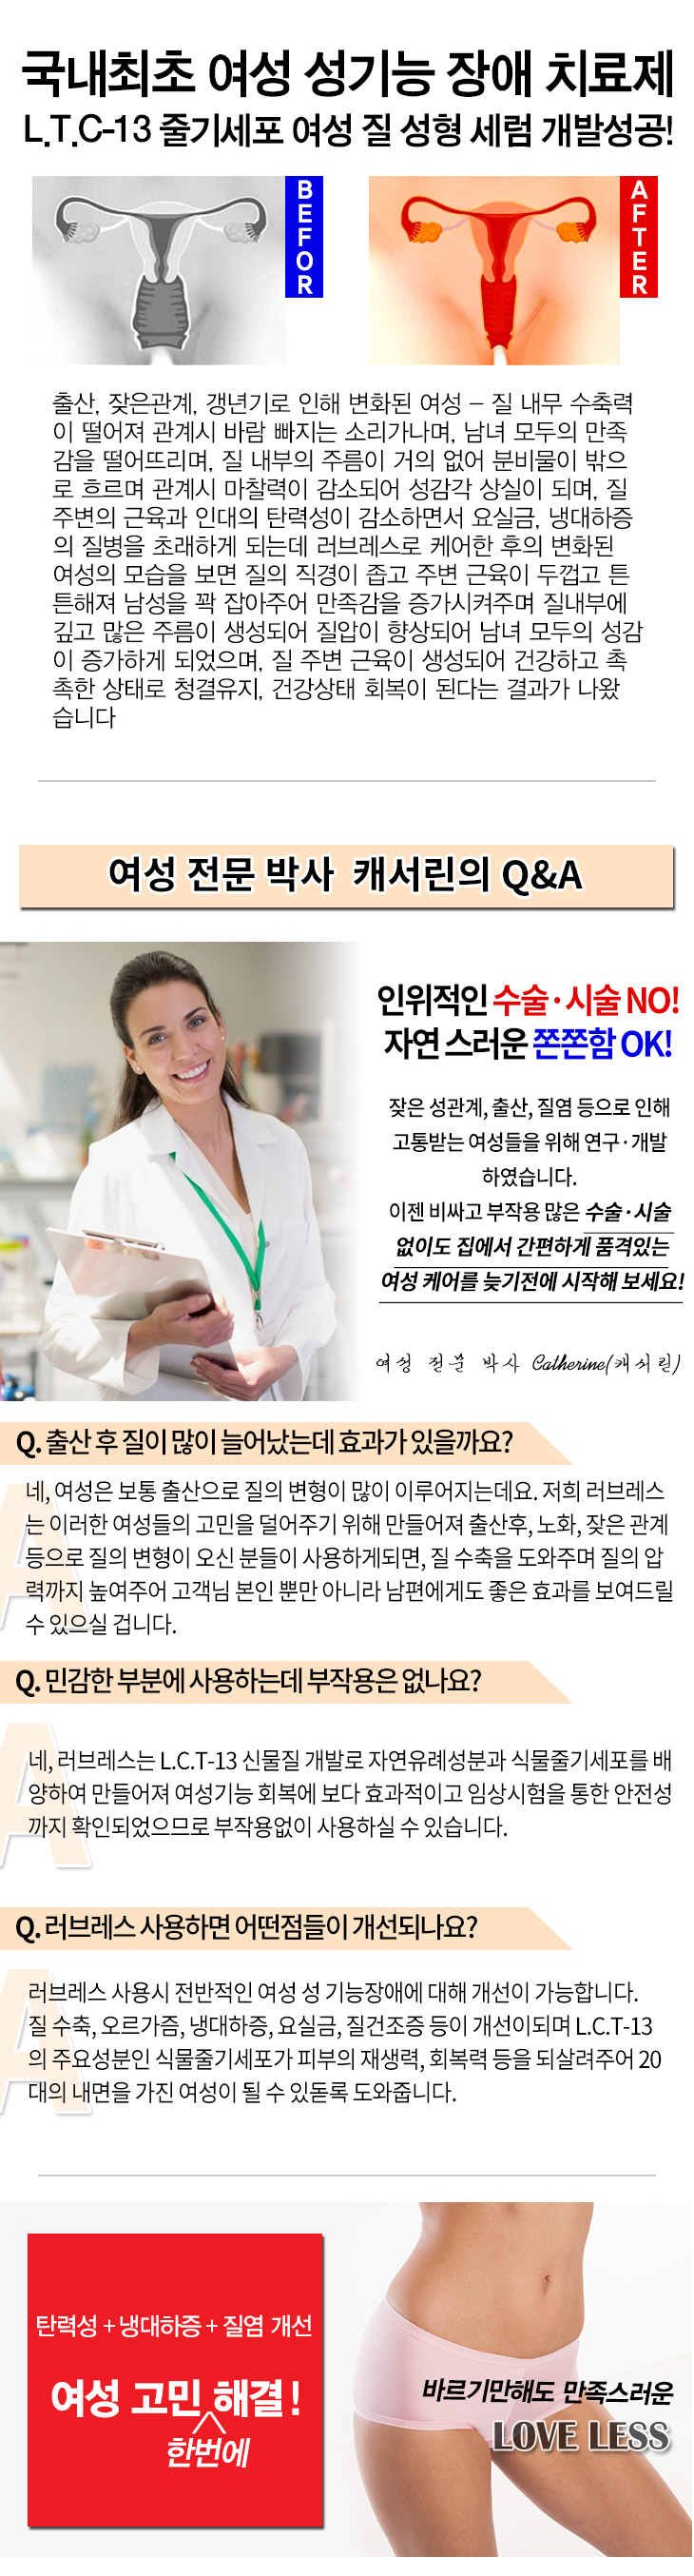 국내최초 여성 성기능 장애 치료제
L.T.C-13 줄기세포 여성 질 성형 세럼 개발성공!
BEFOR
AFTER
출산, 잦은관계, 갱년기로 인해 변화된 여성 – 질 내무 수축력
이 떨어져 관계시 바람 빠지는 소리가나며, 남녀 모두의 만족
감을 떨어뜨리며, 질 내부의 주름이 거의 없어 분비물이 밖으
로 흐르며 관계시 마찰력이 감소되어 성감각 상실이 되며, 질
주변의 근육과 인대의 탄력성이 감소하면서 요실금, 냉대하증
의 질병을 초래하게 되는데 러브레스로 케어한 후의 변화된
여성의 모습을 보면 질의 직경이 좁고 주변 근육이 두껍고 튼
튼해져 남성을 꽉 잡아주어 만족감을 증가시켜주며 질내부에
깊고 많은 주름이 생성되어 질압이 향상되어 남녀 모두의 성감
이 증가하게 되었으며, 질 주변 근육이 생성되어 건강하고 촉
촉한 상태로 청결유지, 건강상태 회복이 된다는 결과가 나왔
습니다
여성 전문 박사 캐서린의 Q&A
인위적인 수술·시술 NO!
자연 스러운 쫀쫀함 OK!
잦은 성관계, 출산, 질염 등으로 인해
고통받는 여성들을 위해 연구·개발
하였습니다.
이젠 비싸고 부작용 많은 수술·시술
없이도 집에서 간편하게 품격있는
여성 케어를 늦기전에 시작해 보세요!
여성 전문 박사 Catherine(캐서린)
Q. 출산 후 질이 많이 늘어났는데 효과가 있을까요?
A
네, 여성은 보통 출산으로 질의 변형이 많이 이루어지는데요. 저희 러브레스
는 이러한 여성들의 고민을 덜어주기 위해 만들어져 출산후, 노화, 잦은 관계
등으로 질의 변형이 오신 분들이 사용하게되면, 질 수축을 도와주며 질의 압
력까지 높여주어 고객님 본인 뿐만 아니라 남편에게도 좋은 효과를 보여드릴
수 있으실 겁니다.
Q. 민감한 부분에 사용하는데 부작용은 없나요?
A
네, 러브레스는 L.C.T-13 신물질 개발로 자연유례성분과 식물줄기세포를 배
양하여 만들어져 여성기능 회복에 보다 효과적이고 임상시험을 통한 안전성
까지 확인되었으므로 부작용없이 사용하실 수 있습니다.
Q. 러브레스 사용하면 어떤점들이 개선되나요?
A
러브레스 사용시 전반적인 여성 성 기능장애에 대해 개선이 가능합니다.
질 수축, 오르가즘, 냉대하증, 요실금, 질건조증 등이 개선이되며 L.C.T-13
의 주요성분인 식물줄기세포가 피부의 재생력, 회복력 등을 되살려주어 20
대의 내면을 가진 여성이 될 수 있돋록 도와줍니다.
탄력성 + 냉대하증 + 질염 개선
여성 고민 해결!
한번에
바르기만해도 만족스러운
LOVE LESS